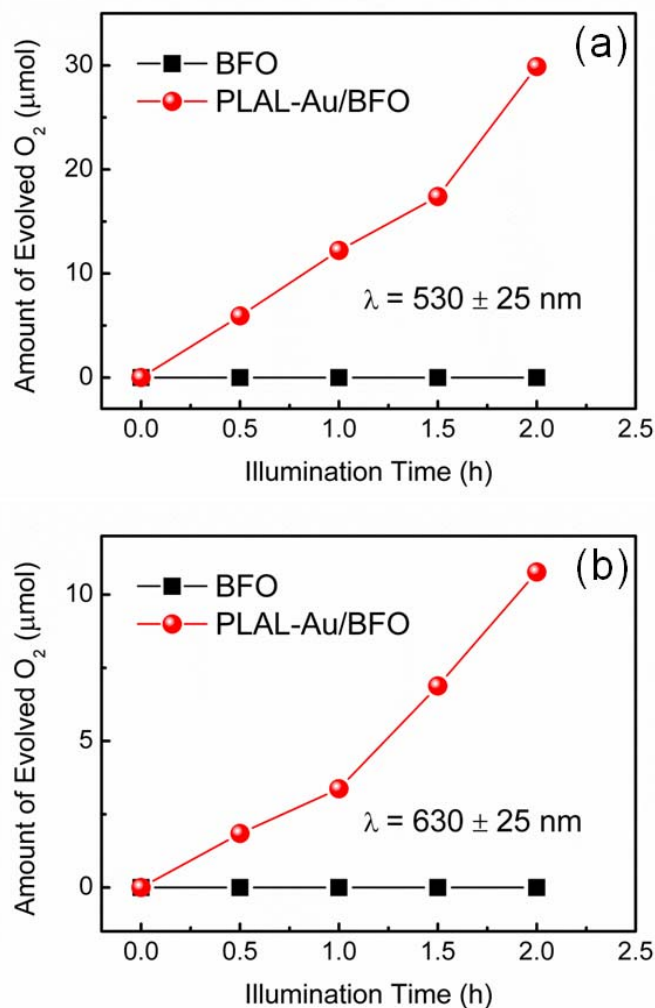 (a)
BFO
PLAL-Au/BFO
30
20
10
0
Amount of Evolved O₂ (μmol)
λ = 530 ± 25 nm
0.0 0.5 1.0 1.5 2.0 2.5
Illumination Time (h)
(b)
BFO
PLAL-Au/BFO
10
5
0
Amount of Evolved O₂ (μmol)
λ = 630 ± 25 nm
0.0 0.5 1.0 1.5 2.0 2.5
Illumination Time (h)